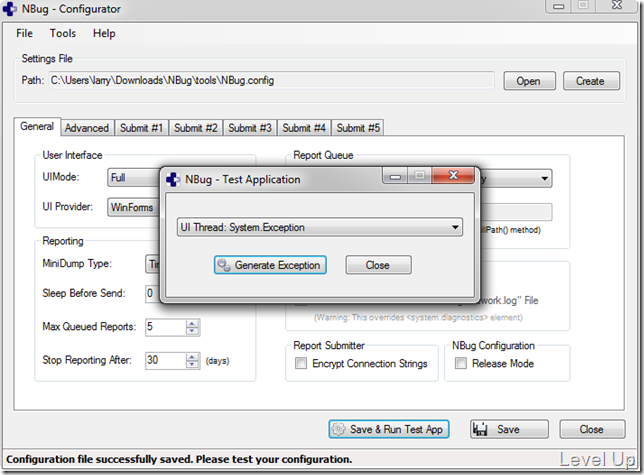 NBug - Configurator
File Tools Help
Settings File
Path: C:\Users\larry\Downloads\NBug\tools\NBug.config
Open Create
General Advanced Submit #1 Submit #2 Submit #3 Submit #4 Submit #5
User Interface
UIMode: Full
UI Provider: WinForms
Report Queue
Path() method)
NBug - Test Application
UI Thread: System.Exception
Generate Exception Close
Reporting
MiniDump Type:
Sleep Before Send: 0
Max Queued Reports: 5
Stop Reporting After: 30 (days)
work.log" File
(Warning: This overrides <system.diagnostics> element)
Report Submitter
Encrypt Connection Strings
NBug Configuration
Release Mode
Save & Run Test App Save Close
Configuration file successfully saved. Please test your configuration.
Level Up